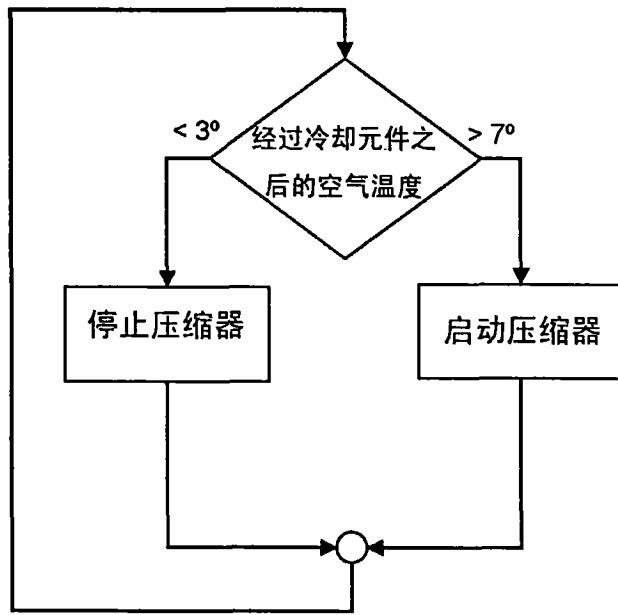 < 3º
> 7º
经过冷却元件之
后的空气温度
停止压缩器
启动压缩器